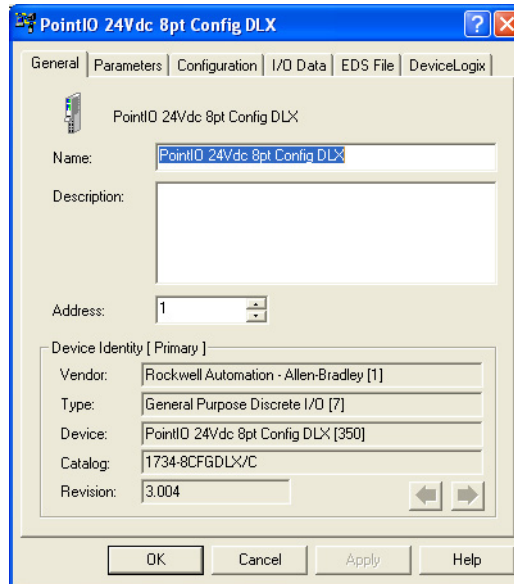 PointIO 24Vdc 8pt Config DLX
General Parameters Configuration I/O Data EDS File DeviceLogix
PointIO 24Vdc 8pt Config DLX
Name: PointIO 24Vdc 8pt Config DLX
Description:
Address: 1
Device Identity [ Primary ]
Vendor: Rockwell Automation - Allen-Bradley [1]
Type: General Purpose Discrete I/O [7]
Device: PointIO 24Vdc 8pt Config DLX [350]
Catalog: 1734-8CFGDLX/C
Revision: 3.004
OK Cancel Apply Help